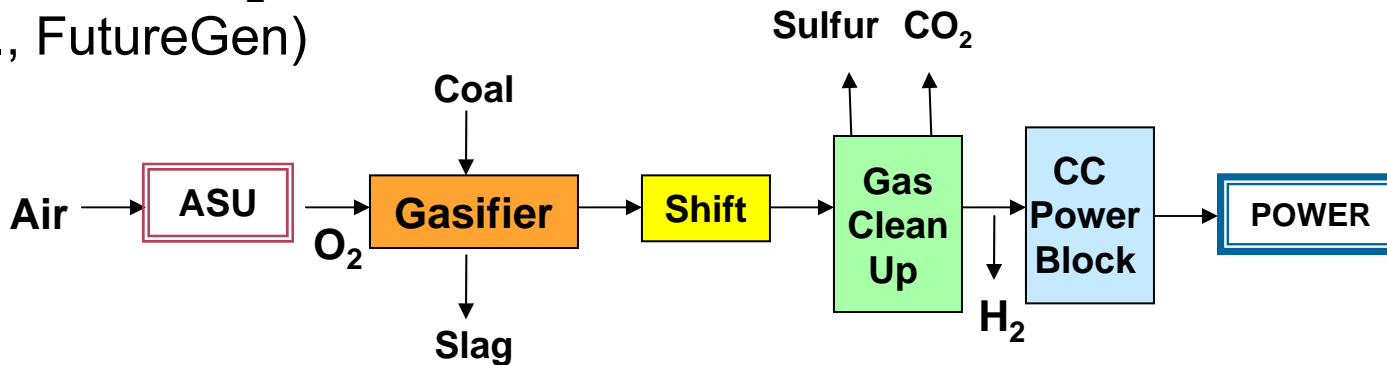 ., FutureGen)
Sulfur CO₂
Coal
Air
ASU
O₂
Gasifier
Shift
Gas
Clean
Up
CC
Power
Block
POWER
H₂
Slag